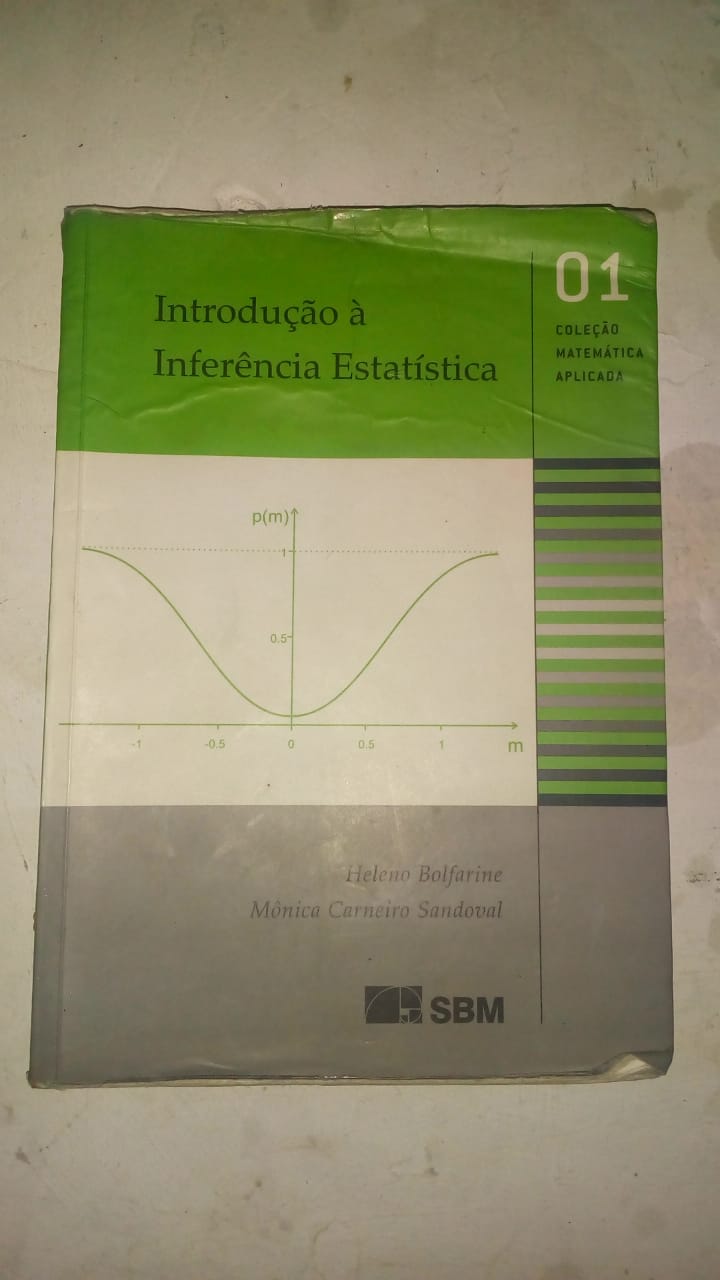 Introdução à
Inferência Estatística
01
COLEÇÃO
MATEMÁTICA
APLICADA
p(m)
1
0.5
-1 -0.5 0 0.5 1 m
Heleno Bolfarine
Mônica Carneiro Sandoval
SBM